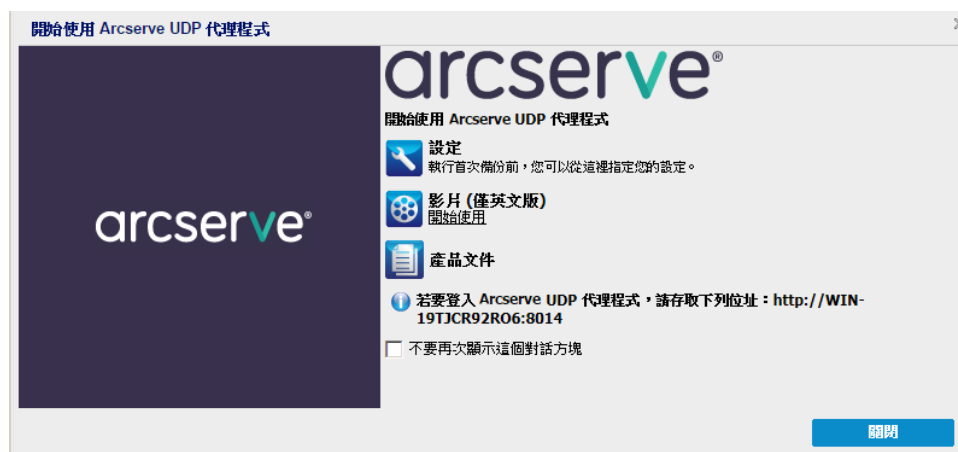 開始使用 Arcserve UDP 代理程式
arcserve®
開始使用 Arcserve UDP 代理程式
設定
執行首次備份前，您可以從這裡指定您的設定。
影片 (僅英文版)
開始使用
arcserve®
產品文件
若要登入 Arcserve UDP 代理程式，請存取下列位址：http://WIN-
19TJCR92RO6:8014
不要再次顯示這個對話方塊
關閉